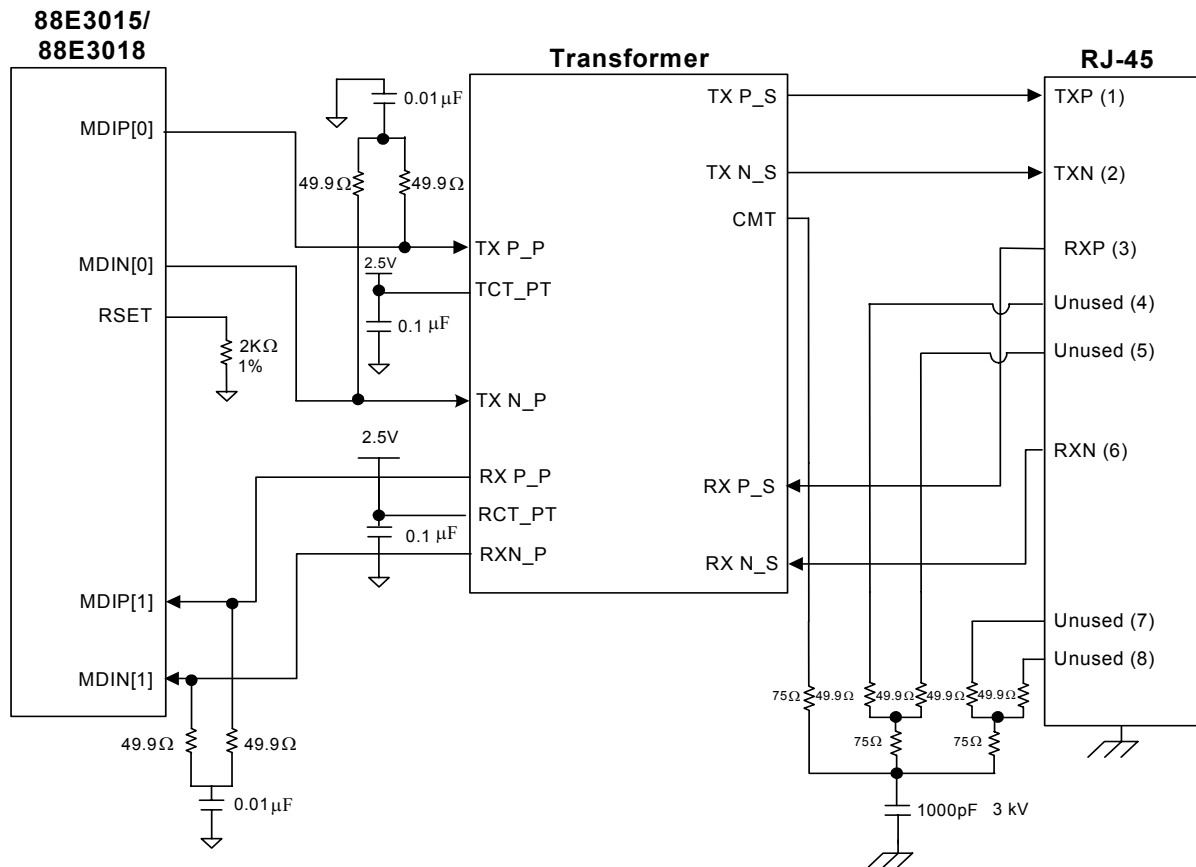 88E3015/
88E3018
Transformer
RJ-45
MDIP[0]
MDIN[0]
RSET
MDIP[1]
MDIN[1]
0.01μF
49.9Ω
49.9Ω
2.5V
0.1 μF
2KΩ
1%
2.5V
0.1 μF
49.9Ω
49.9Ω
0.01μF
TX P_P
TCT_PT
TX N_P
RX P_P
RCT_PT
RXN_P
TX P_S
TX N_S
CMT
RX P_S
RX N_S
TXP (1)
TXN (2)
RXP (3)
Unused (4)
Unused (5)
RXN (6)
Unused (7)
Unused (8)
75Ω
49.9Ω
49.9Ω
49.9Ω
49.9Ω
75Ω
75Ω
1000pF 3 kV